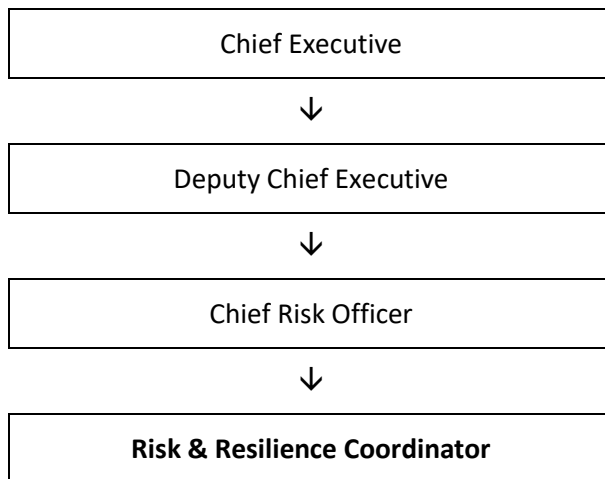 Chief Executive
↓
Deputy Chief Executive
↓
Chief Risk Officer
↓
Risk & Resilience Coordinator